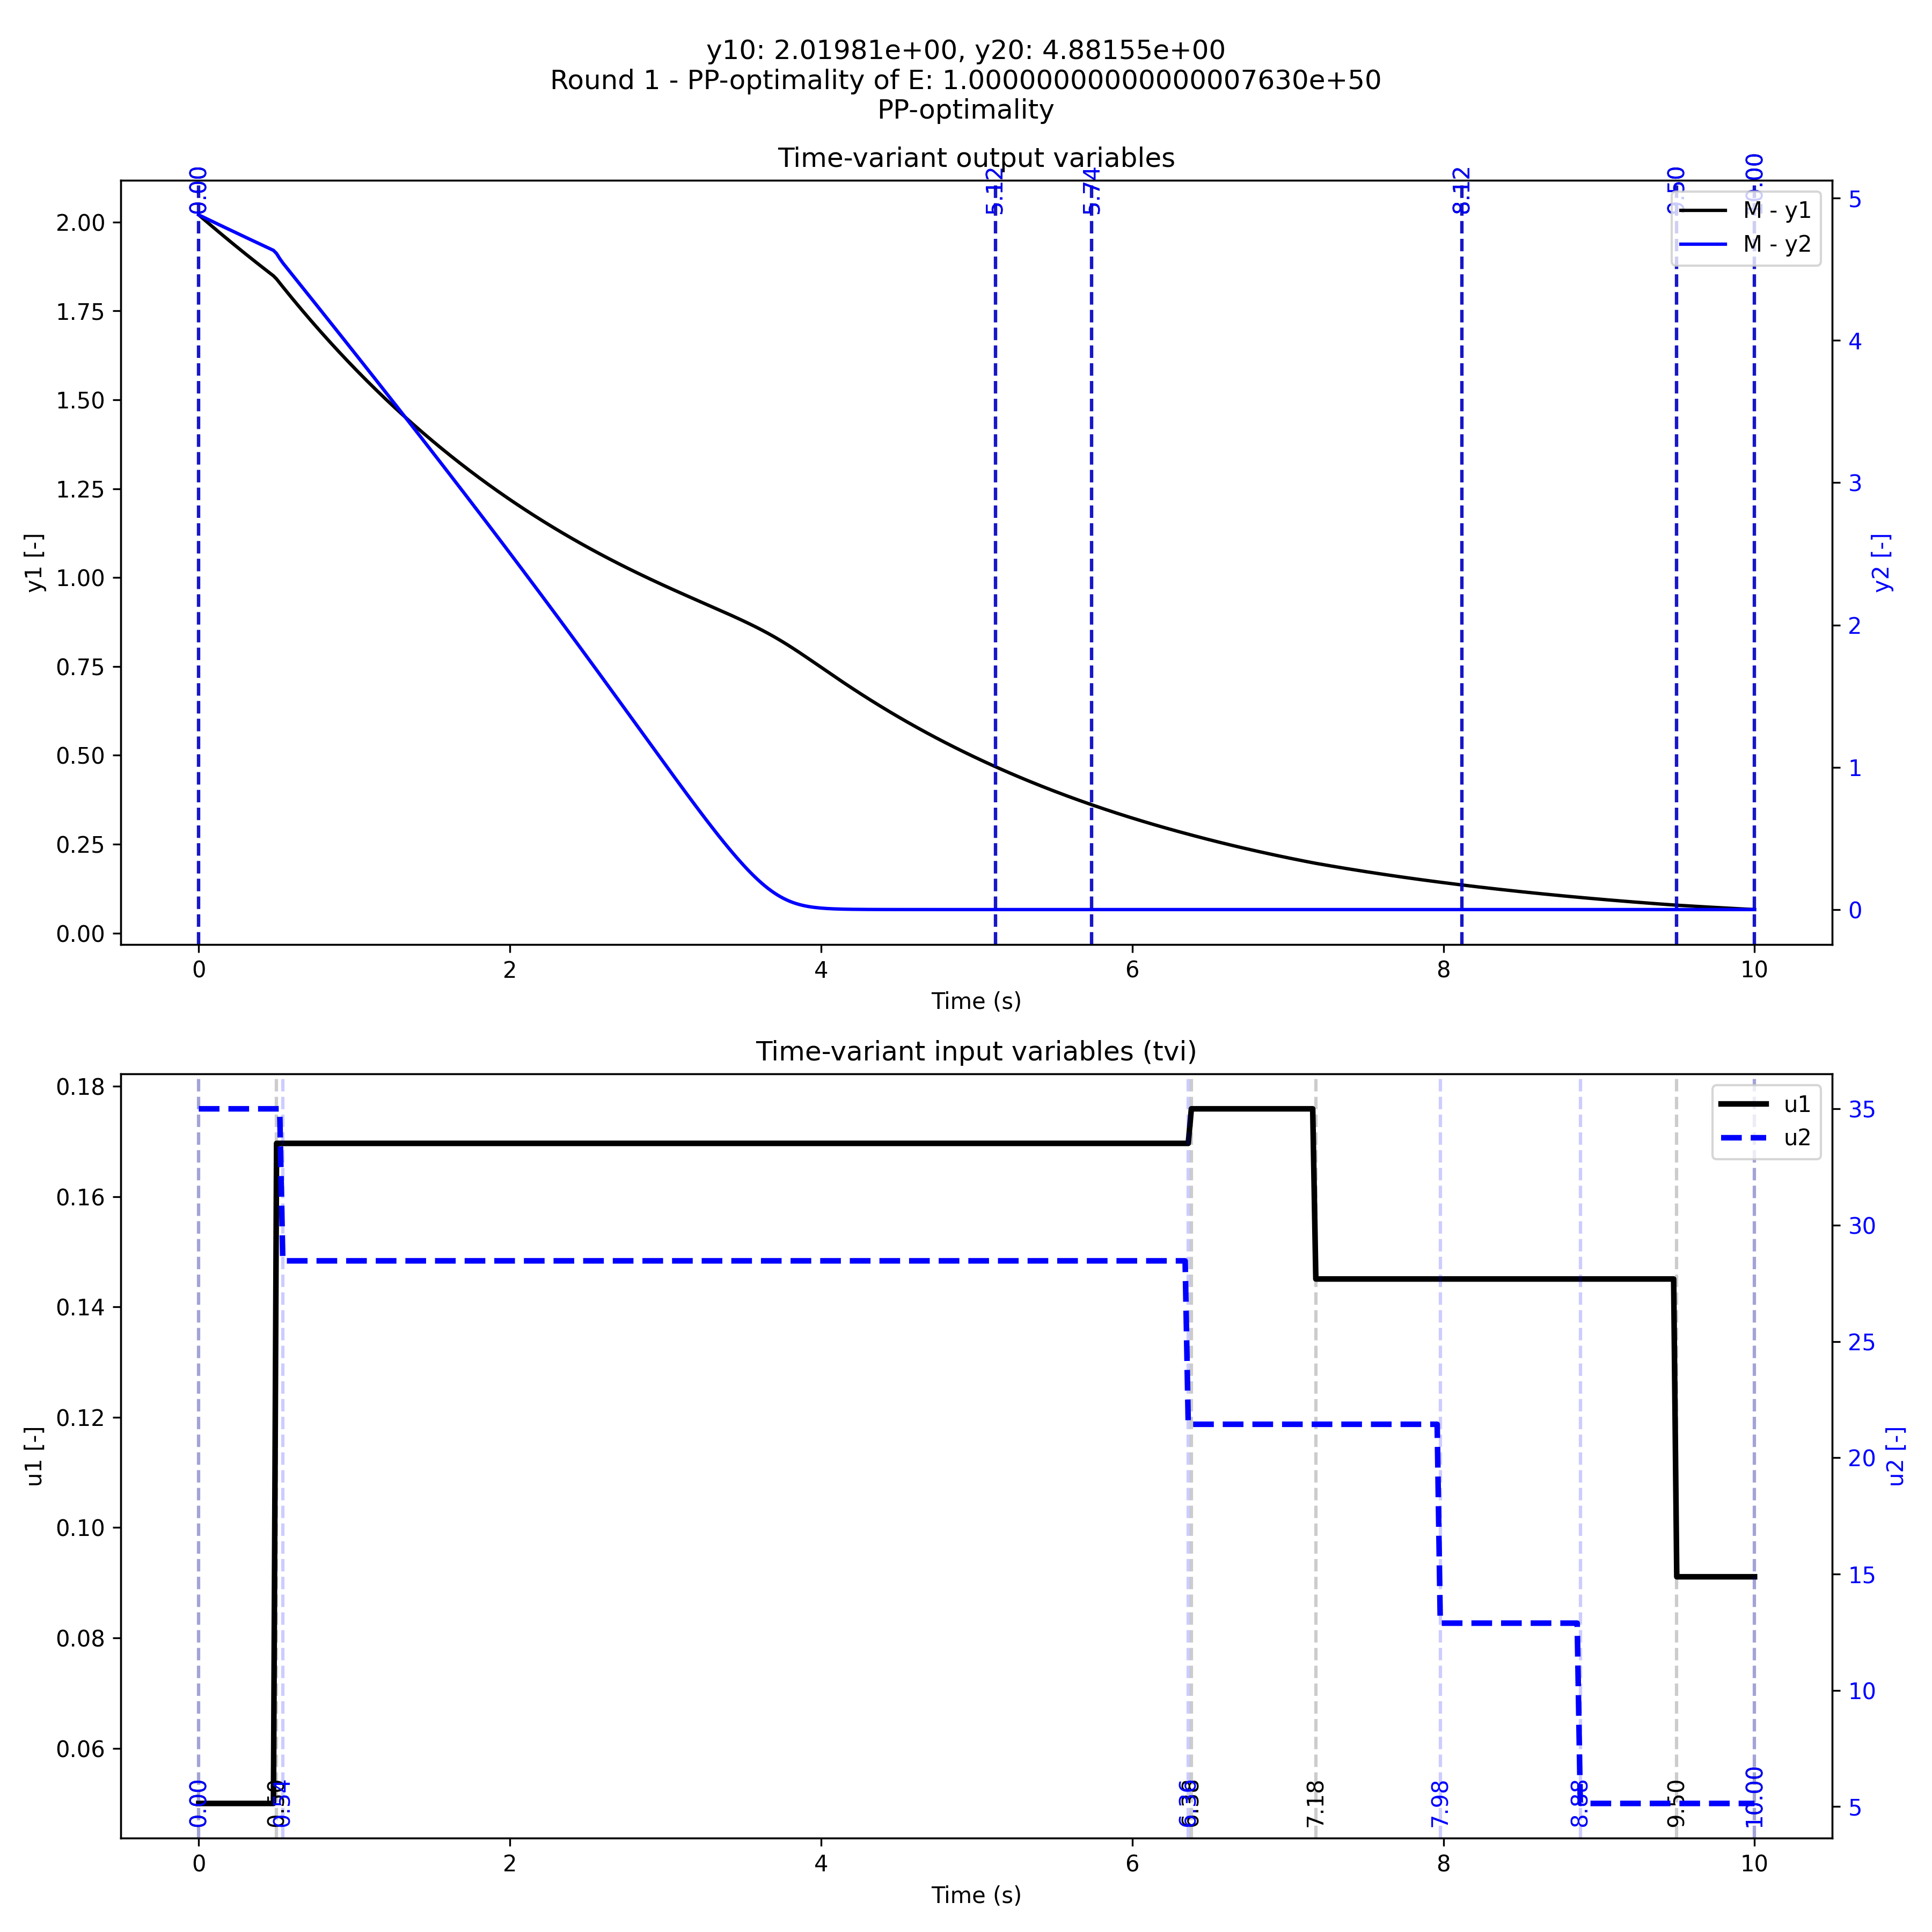 y10: 2.01981e+00, y20: 4.88155e+00
Round 1 - PP-optimality of E: 1.00000000000000007630e+50
PP-optimality
Time-variant output variables
0.00
5.12
5.74
8.12
M - y1
M - y2
2.00
1.75
1.50
1.25
1.00
0.75
0.50
0.25
0.00
y1 [-]
5
4
3
2
1
0
y2 [-]
0 2 4 6 8 10
Time (s)
Time-variant input variables (tvi)
u1
u2
0.18
0.16
0.14
0.12
0.10
0.08
0.06
u1 [-]
35
30
25
20
15
10
5
u2 [-]
0.00
0.54
7.18
7.98
8.88
9.50
10.00
0 2 4 6 8 10
Time (s)